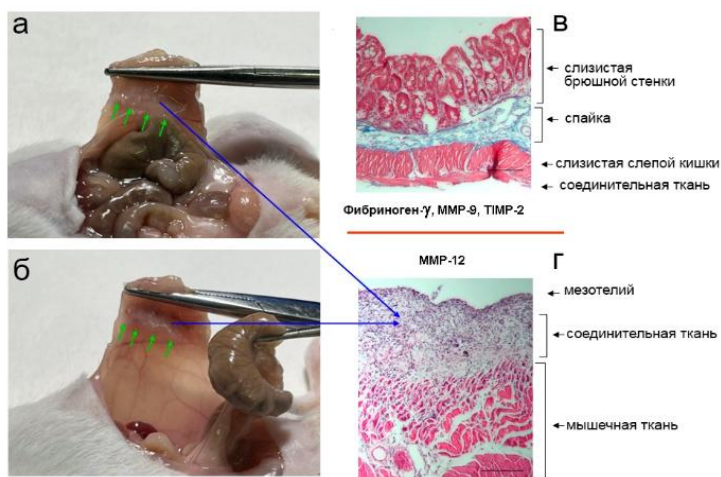 а
в
слизистая
брюшной стенки
спайка
слизистая слепой кишки
соединительная ткань
Фибриноген-γ, MMP-9, TIMP-2
MMP-12
б
г
мезотелий
соединительная ткань
мышечная ткань